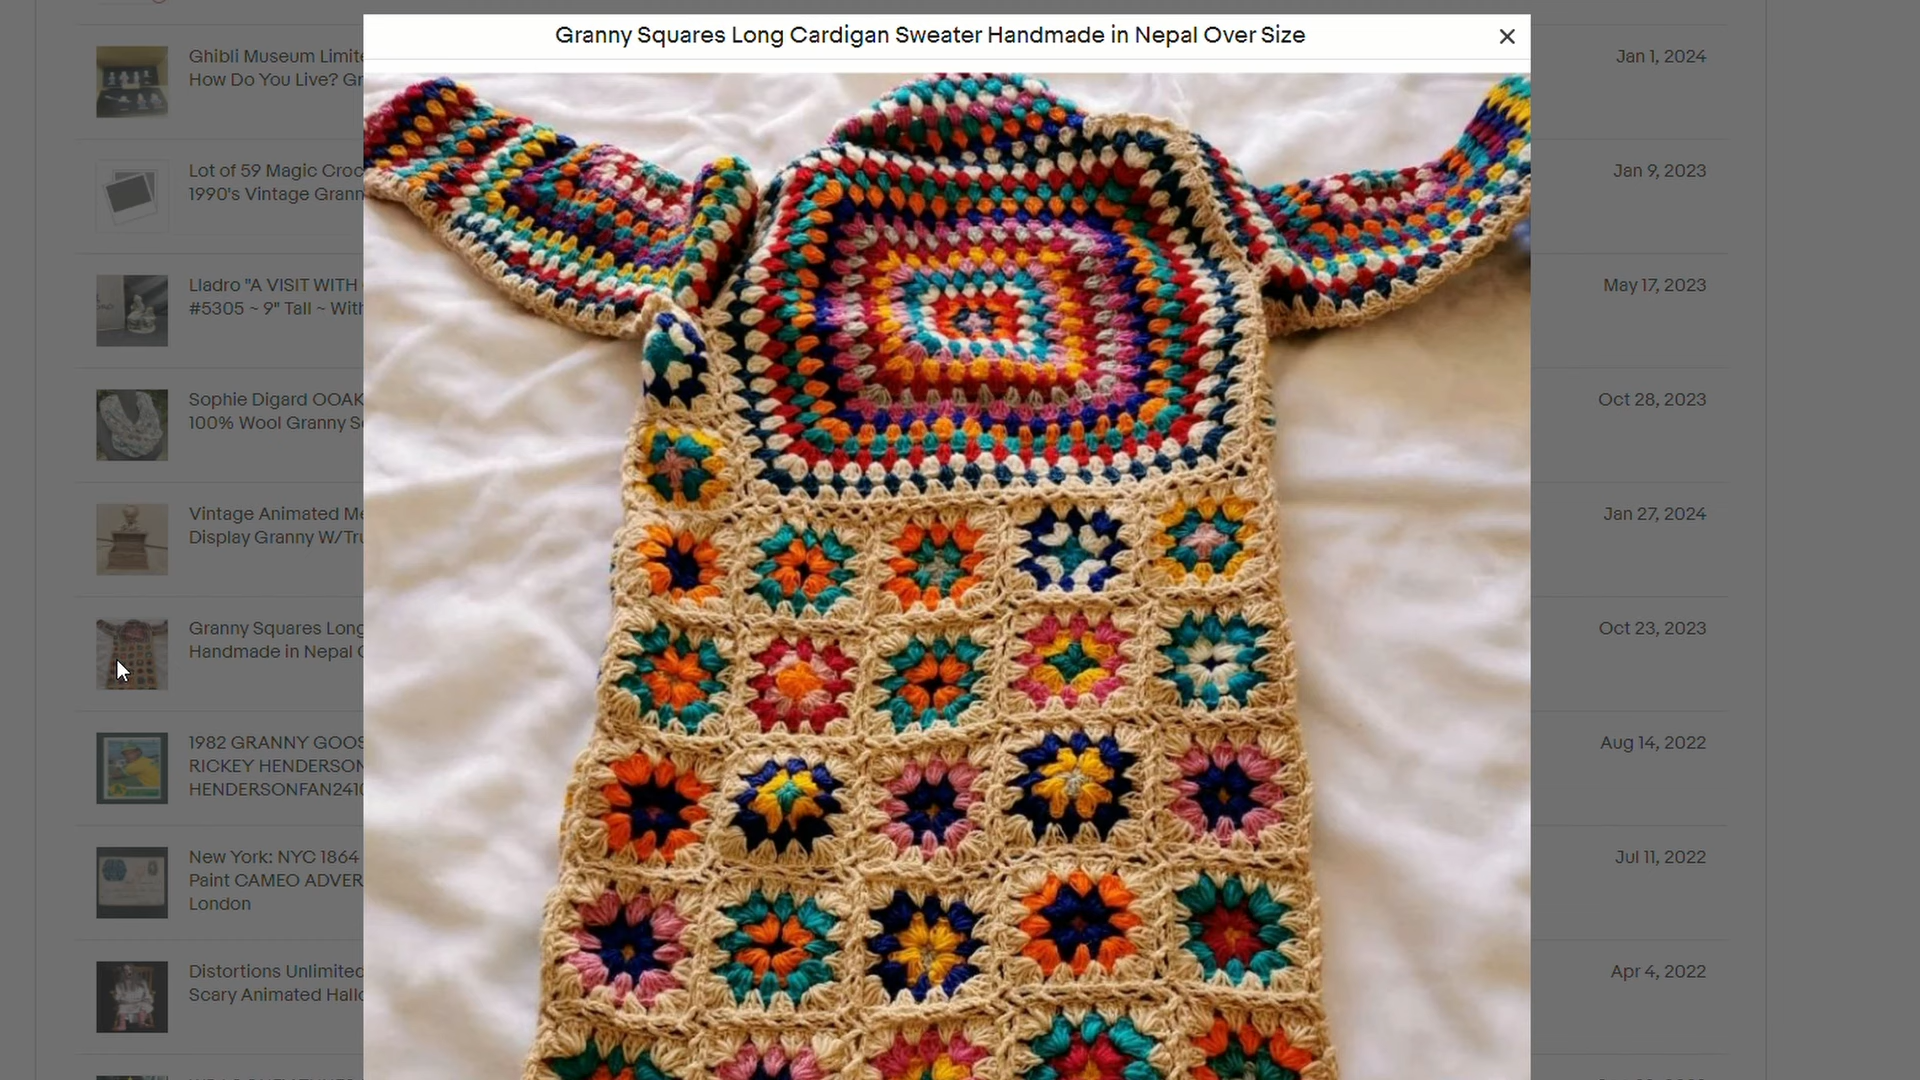 Granny Squares Long Cardigan Sweater Handmade in Nepal Over Size
Ghibli Museum Limite
How Do You Live? Gr
Jan 1, 2024
Lot of 59 Magic Croc
1990's Vintage Grann
Jan 9, 2023
Lladro "A VISIT WITH
#5305 ~ 9" Tall ~ With
May 17, 2023
Sophie Digard OOAK
100% Wool Granny S
Oct 28, 2023
Vintage Animated Me
Display Granny W/Tru
Jan 27, 2024
Granny Squares Long
Handmade in Nepal
Oct 23, 2023
1982 GRANNY GOOS
RICKEY HENDERSON
HENDERSONFAN2410
Aug 14, 2022
New York: NYC 1864
Paint CAMEO ADVER
London
Jul 11, 2022
Distortions Unlimited
Scary Animated Hallo
Apr 4, 2022